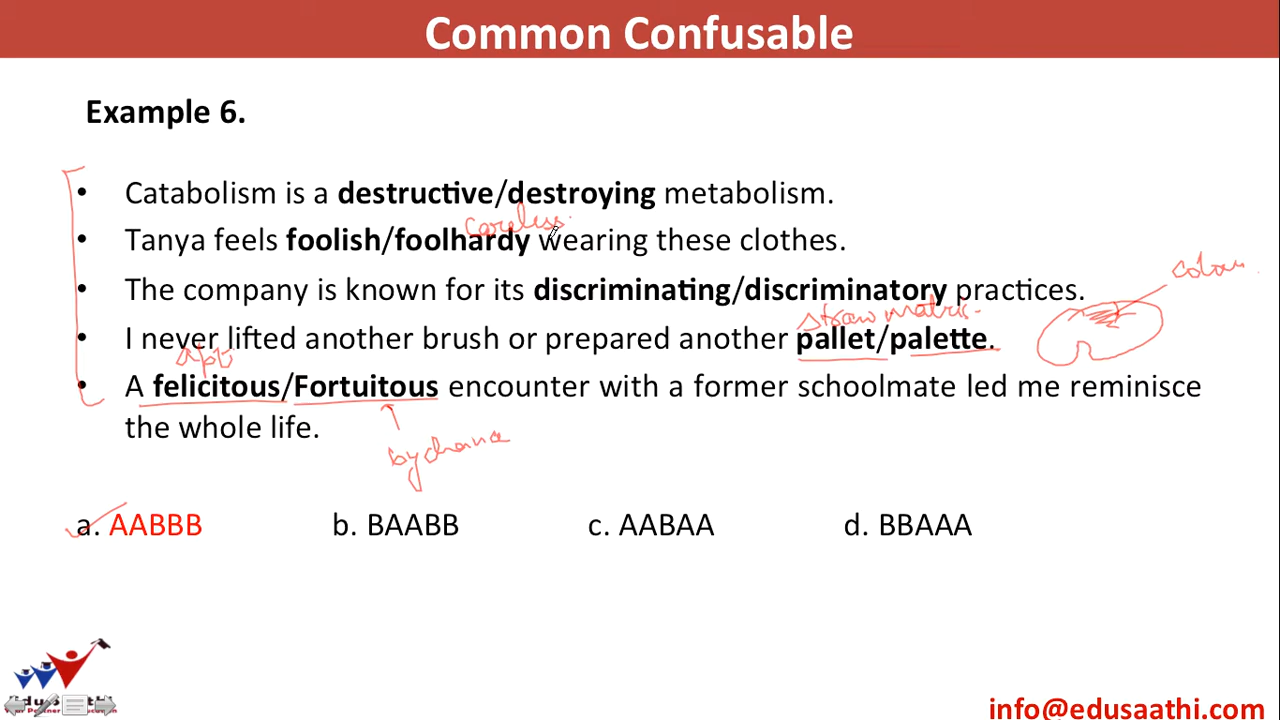 Common Confusable
Example 6.
• Catabolism is a destructive/destroying metabolism.
careless
• Tanya feels foolish/foolhardy wearing these clothes.
colour
• The company is known for its discriminating/discriminatory practices.
straw
• I never lifted another brush or prepared another pallet/palette.
apt
• A felicitous/Fortuitous encounter with a former schoolmate led me reminisce
the whole life.
by chance
a. AABBB b. BAABB c. AABAA d. BBAAA
info@edusaathi.com